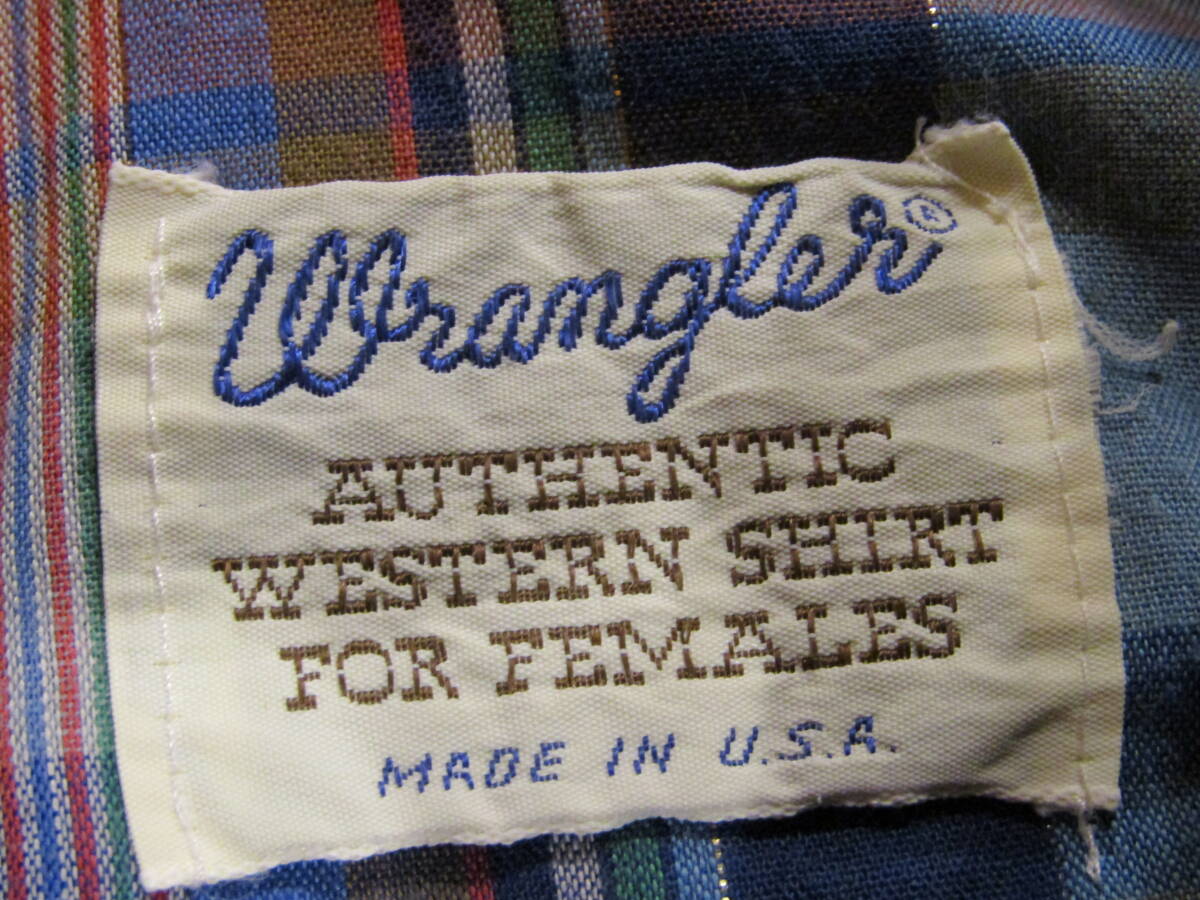 Wrangler®
AUTHENTIC
WESTERN SHIRT
FOR FEMALES
MADE IN U.S.A.